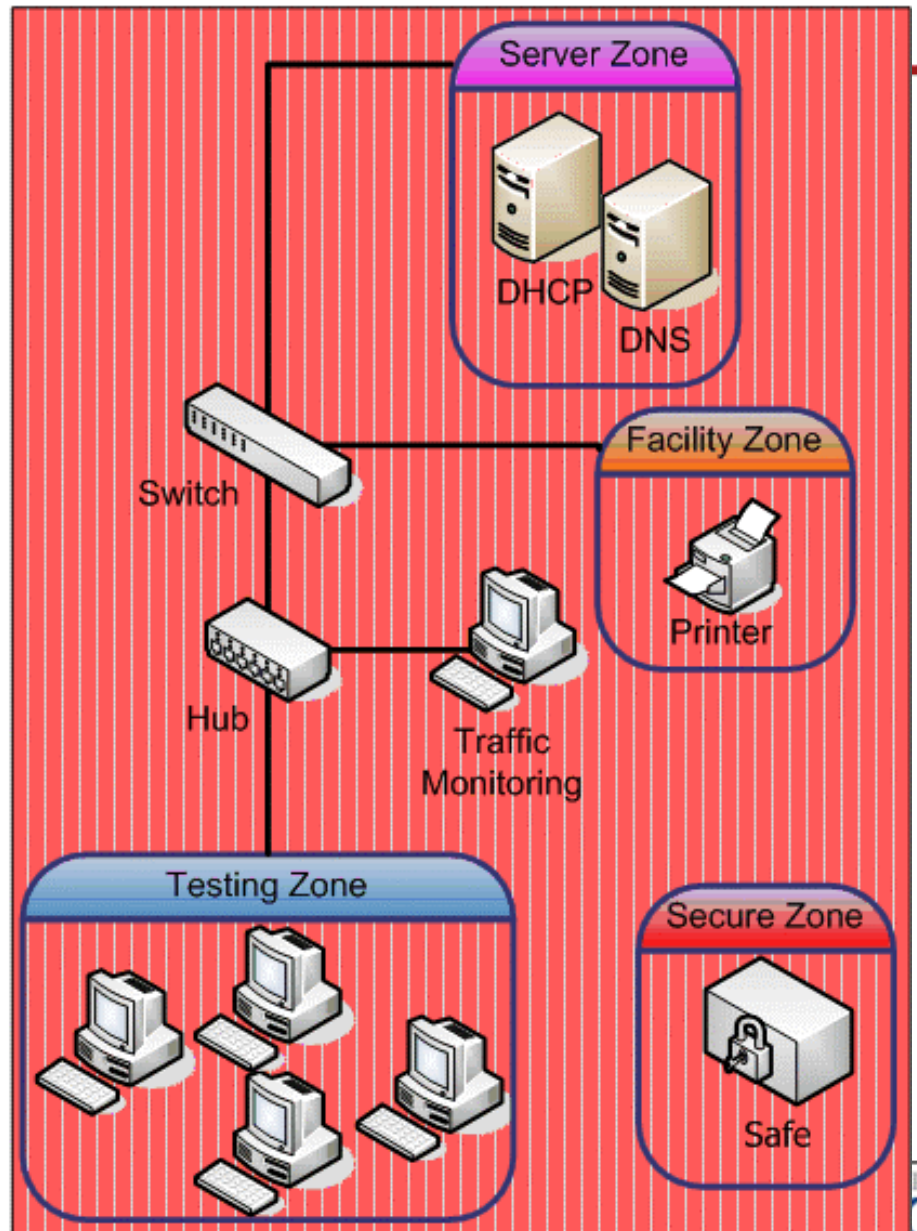 Server Zone
DHCP
DNS
Switch
Facility Zone
Printer
Hub
Traffic
Monitoring
Testing Zone
Secure Zone
Safe